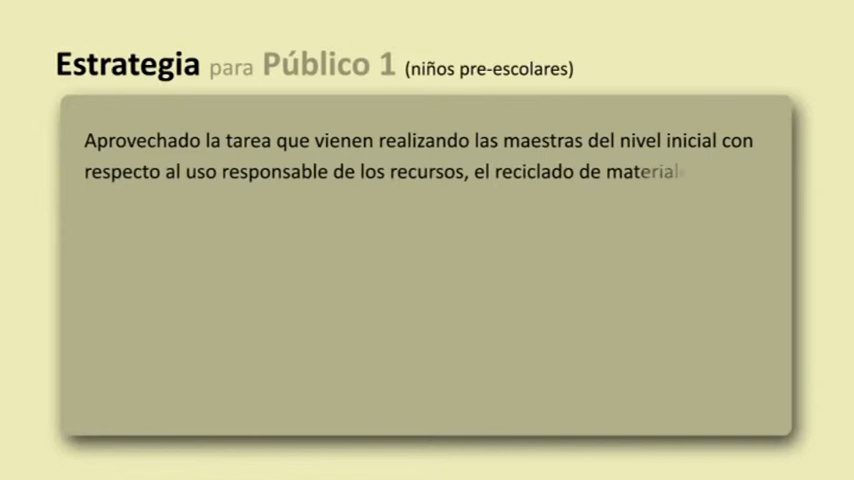 Estrategia para Público 1 (niños pre-escolares)
Aprovechado la tarea que vienen realizando las maestras del nivel inicial con
respecto al uso responsable de los recursos, el reciclado de material